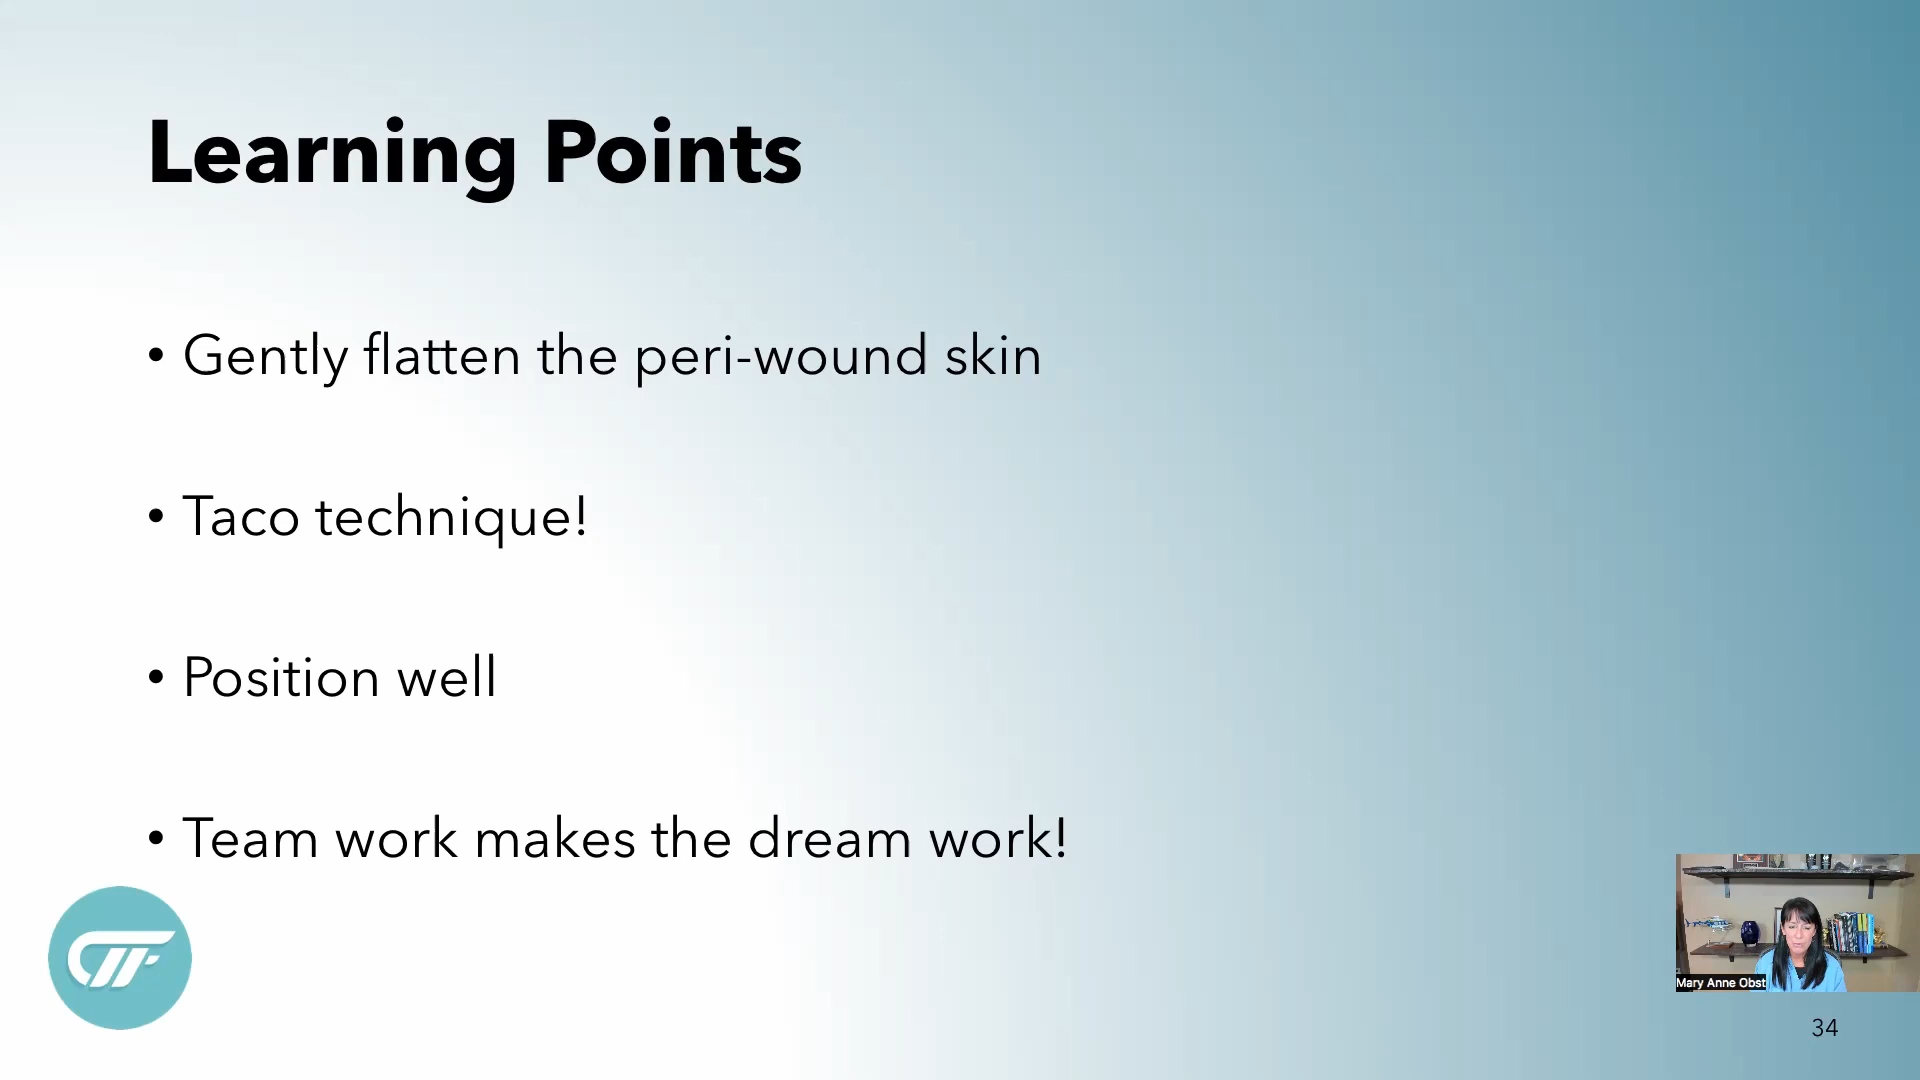 Learning Points
• Gently flatten the peri-wound skin
• Taco technique!
• Position well
• Team work makes the dream work!
Mary Anne Obst
34